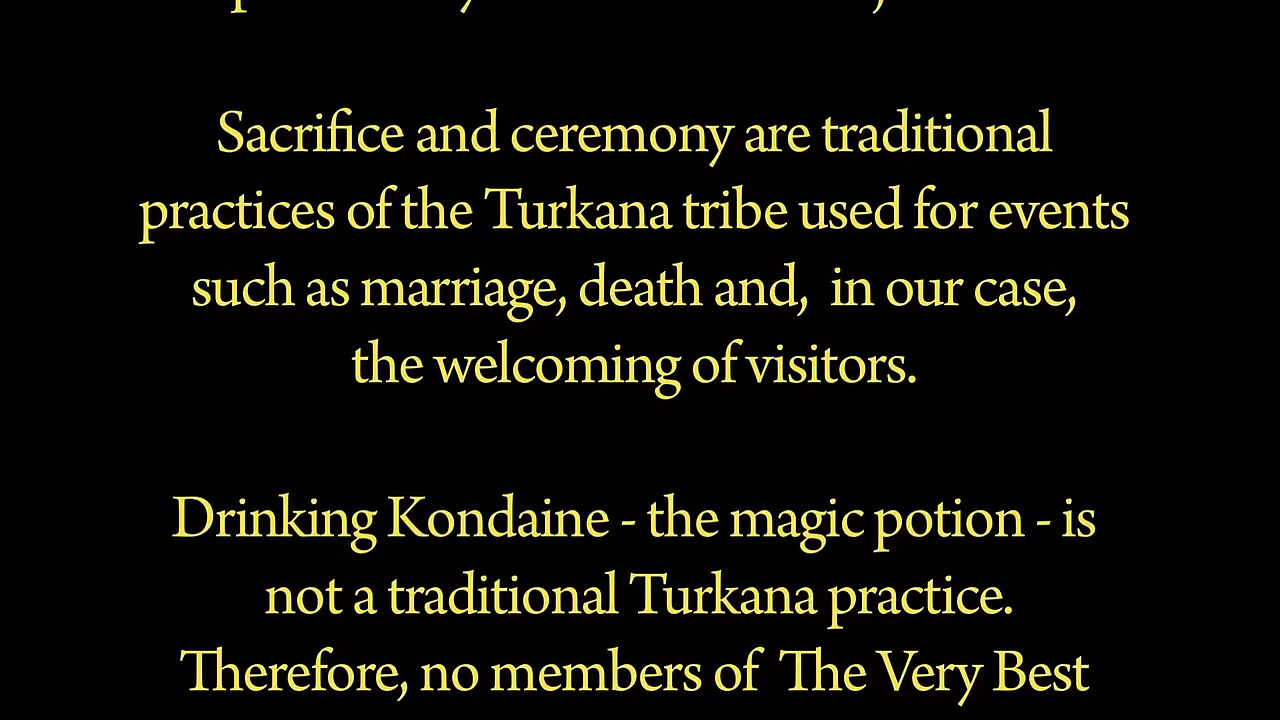 Sacrifice and ceremony are traditional
practices of the Turkana tribe used for events
such as marriage, death and, in our case,
the welcoming of visitors.
Drinking Kondaine - the magic potion - is
not a traditional Turkana practice.
Therefore, no members of The Very Best